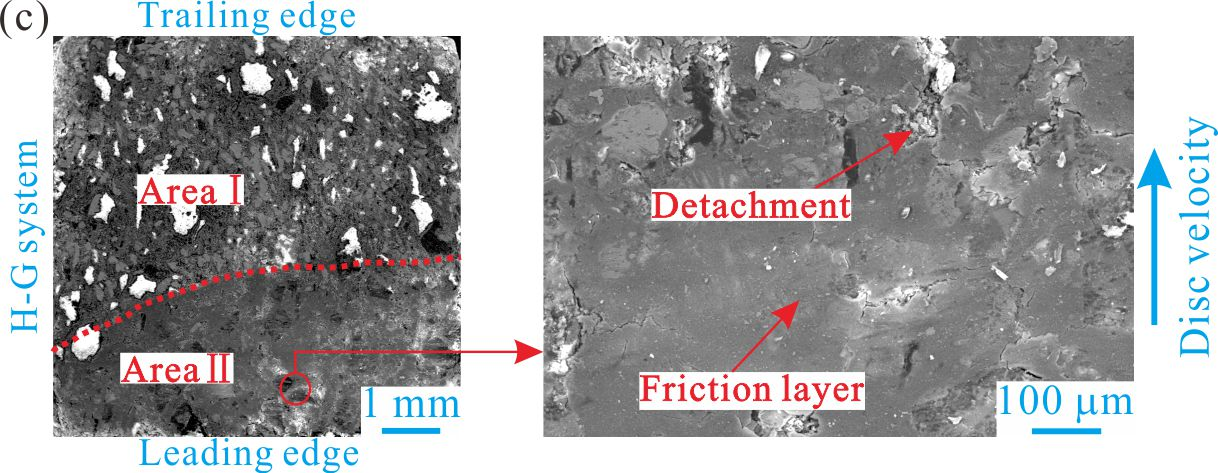 (c)
Trailing edge
H-G system
Area Ⅰ
Area Ⅱ
1 mm
Leading edge
Detachment
Friction layer
100 μm
Disc velocity